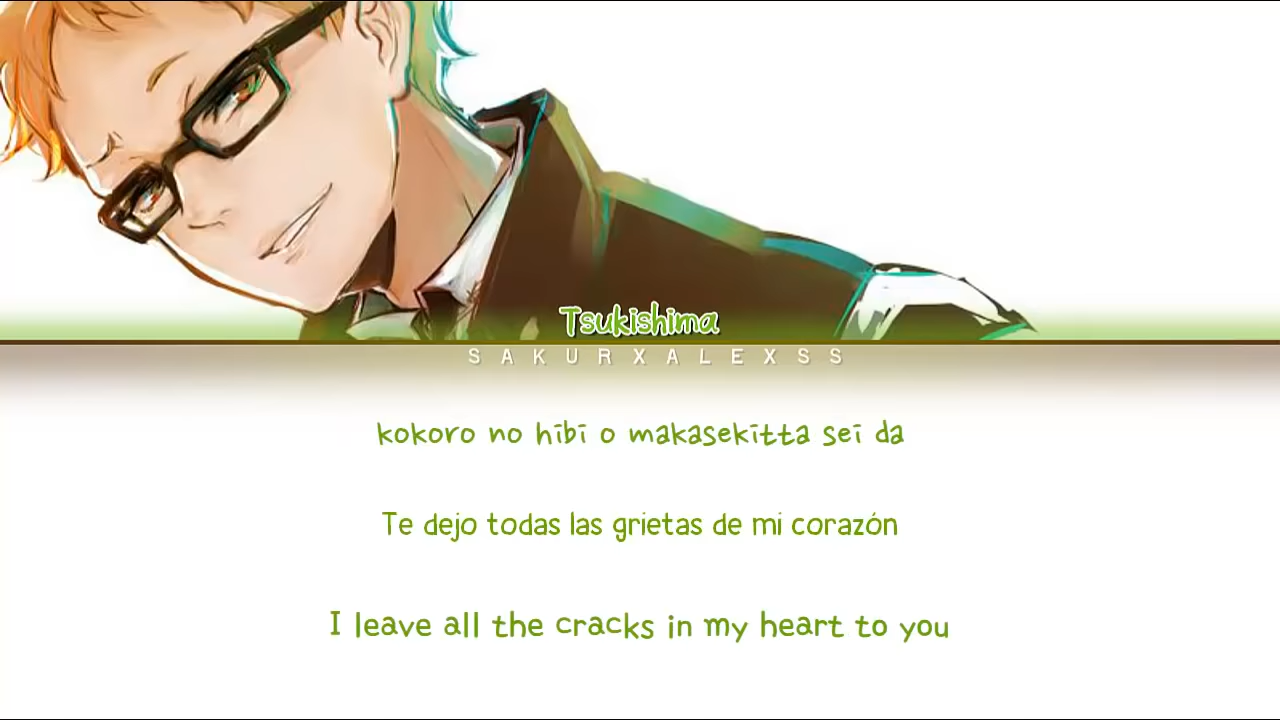 Tsukishima
SAKURXALEXSS
kokoro no hibi o makasekitta sei da
Te dejo todas las grietas de mi corazón
I leave all the cracks in my heart to you